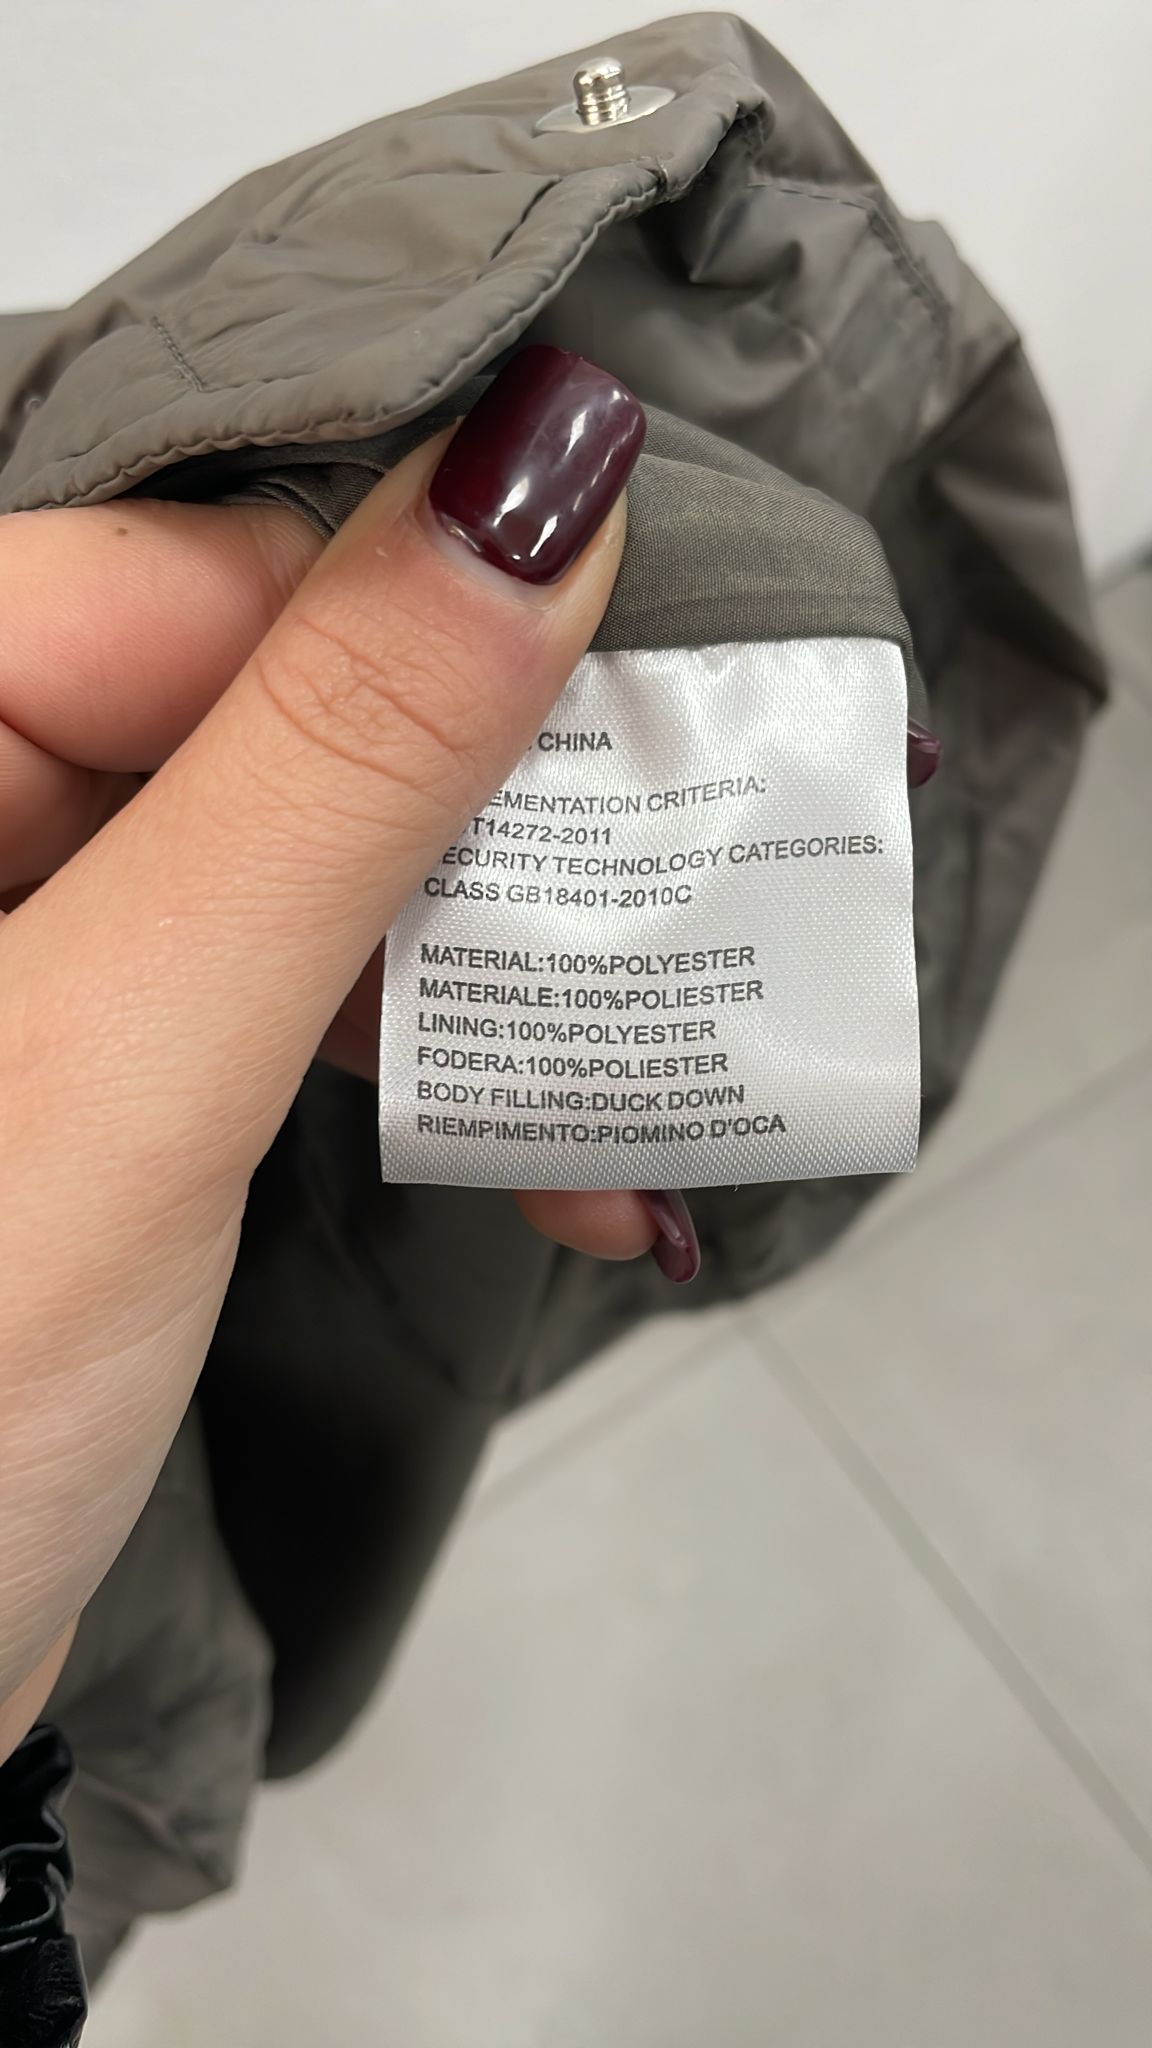 CHINA
EMENTATION CRITERIA:
T14272-2011
ECURITY TECHNOLOGY CATEGORIES:
CLASS GB18401-2010C
MATERIAL:100%POLYESTER
MATERIALE:100%POLIESTER
LINING:100%POLYESTER
FODERA:100%POLIESTER
BODY FILLING:DUCK DOWN
RIEMPIMENTO:PIOMINO D'OCA